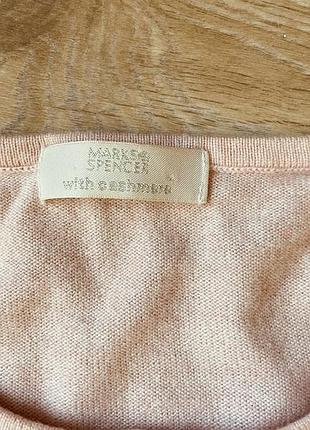 MARKS &
SPENCER
with cashmere